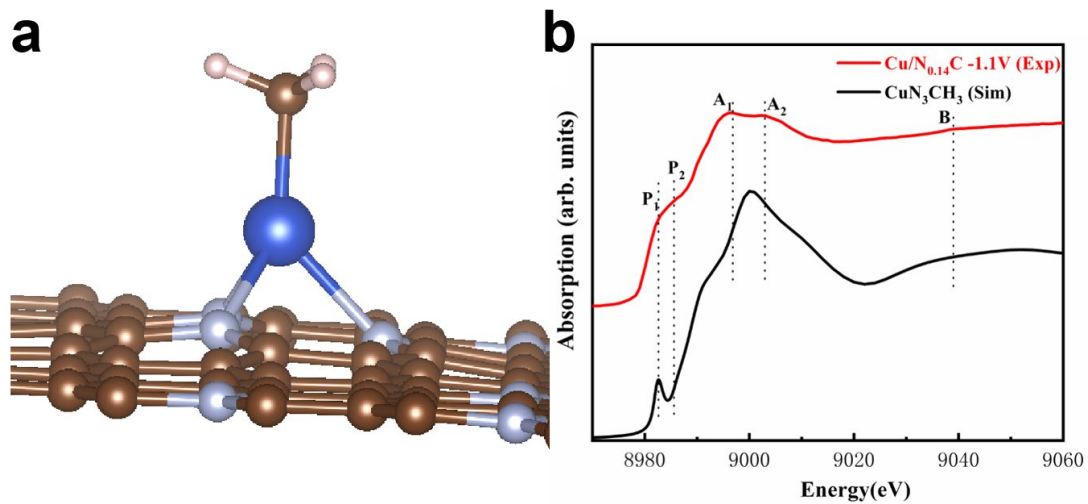 a
b
Cu/N0.14C -1.1V (Exp)
CuN3CH3 (Sim)
A1
A2
B
P2
P1
Absorption (arb. units)
8980 9000 9020 9040 9060
Energy(eV)